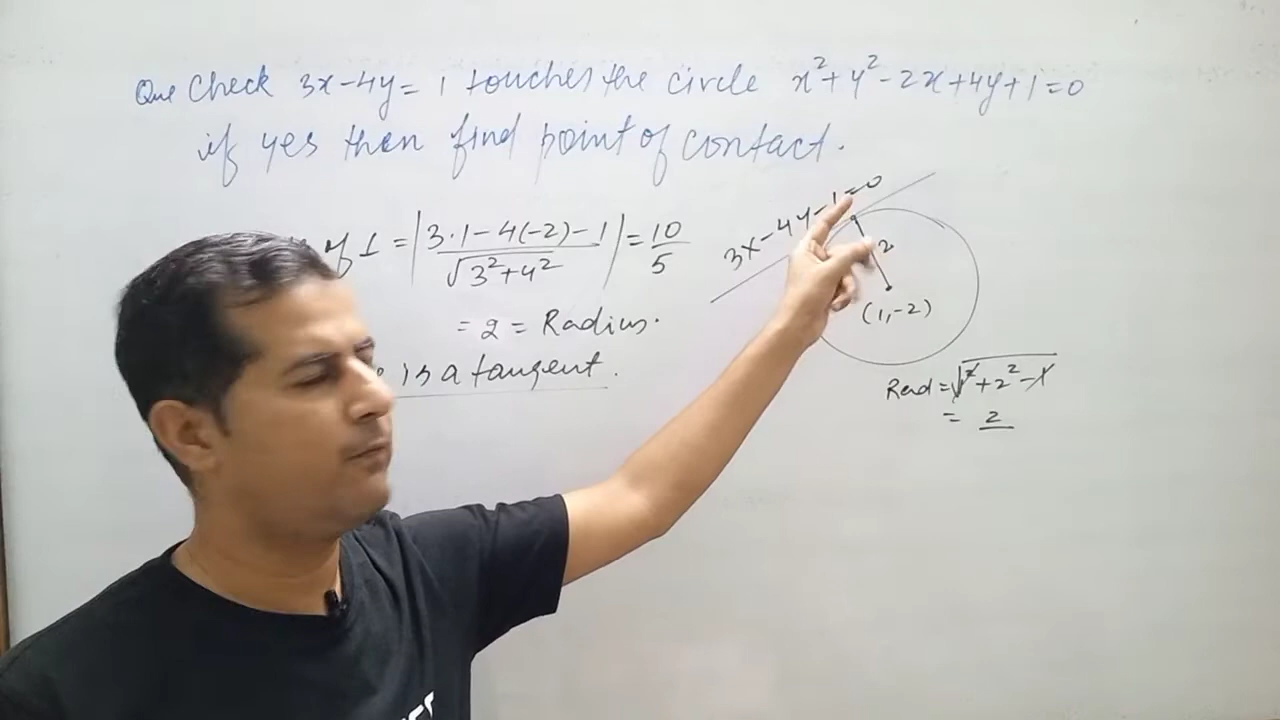 Que Check 3x-4y=1 touches the circle x²+y²-2x+4y+1=0
if yes then find point of contact.
of ⊥ = |3·1-4(-2)-1 / √3²+4²| = 10/5
= 2 = Radius.
is a tangent.
3x-4y-1=0
2
(1,-2)
Rad = √1²+2²-1
= 2